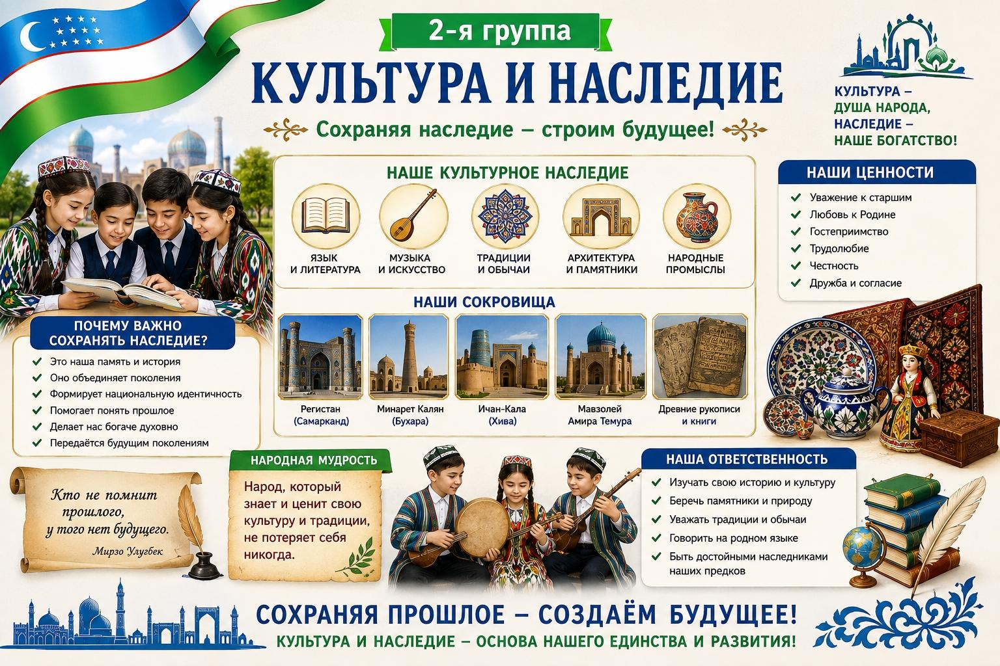 2-я группа
КУЛЬТУРА И НАСЛЕДИЕ
Сохраняя наследие – строим будущее!
КУЛЬТУРА –
ДУША НАРОДА,
НАСЛЕДИЕ –
НАШЕ БОГАТСТВО!
НАШЕ КУЛЬТУРНОЕ НАСЛЕДИЕ
ЯЗЫК
И ЛИТЕРАТУРА
МУЗЫКА
И ИСКУССТВО
ТРАДИЦИИ
И ОБЫЧАИ
АРХИТЕКТУРА
И ПАМЯТНИКИ
НАРОДНЫЕ
ПРОМЫСЛЫ
НАШИ ЦЕННОСТИ
Уважение к старшим
Любовь к Родине
Гостеприимство
Трудолюбие
Честность
Дружба и согласие
ПОЧЕМУ ВАЖНО
СОХРАНЯТЬ НАСЛЕДИЕ?
Это наша память и история
Оно объединяет поколения
Формирует национальную идентичность
Помогает понять прошлое
Делает нас богаче духовно
Передаётся будущим поколениям
НАШИ СОКРОВИЩА
Регистан
(Самарканд)
Минарет Калян
(Бухара)
Ичан-Кала
(Хива)
Мавзолей
Амира Темура
Древние рукописи
и книги
Кто не помнит
прошлого,
у того нет будущего.
Мирзо Улугбек
НАРОДНАЯ МУДРОСТЬ
Народ, который
знает и ценит свою
культуру и традиции,
не потеряет себя
никогда.
НАША ОТВЕТСТВЕННОСТЬ
Изучать свою историю и культуру
Беречь памятники и природу
Уважать традиции и обычаи
Говорить на родном языке
Быть достойными наследниками
наших предков
СОХРАНЯЯ ПРОШЛОЕ – СОЗДАЁМ БУДУЩЕЕ!
КУЛЬТУРА И НАСЛЕДИЕ – ОСНОВА НАШЕГО ЕДИНСТВА И РАЗВИТИЯ!